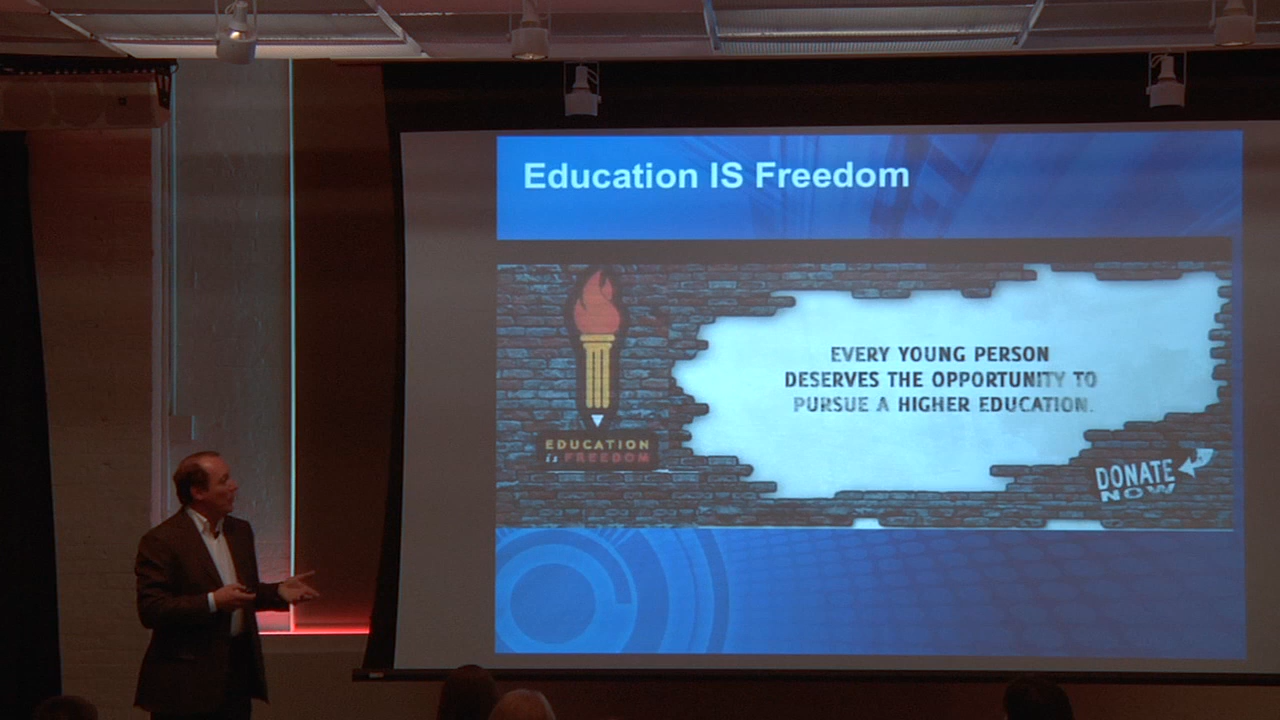 Education IS Freedom
EVERY YOUNG PERSON
DESERVES THE OPPORTUNITY TO
PURSUE A HIGHER EDUCATION.
EDUCATION
is FREEDOM
DONATE
NOW